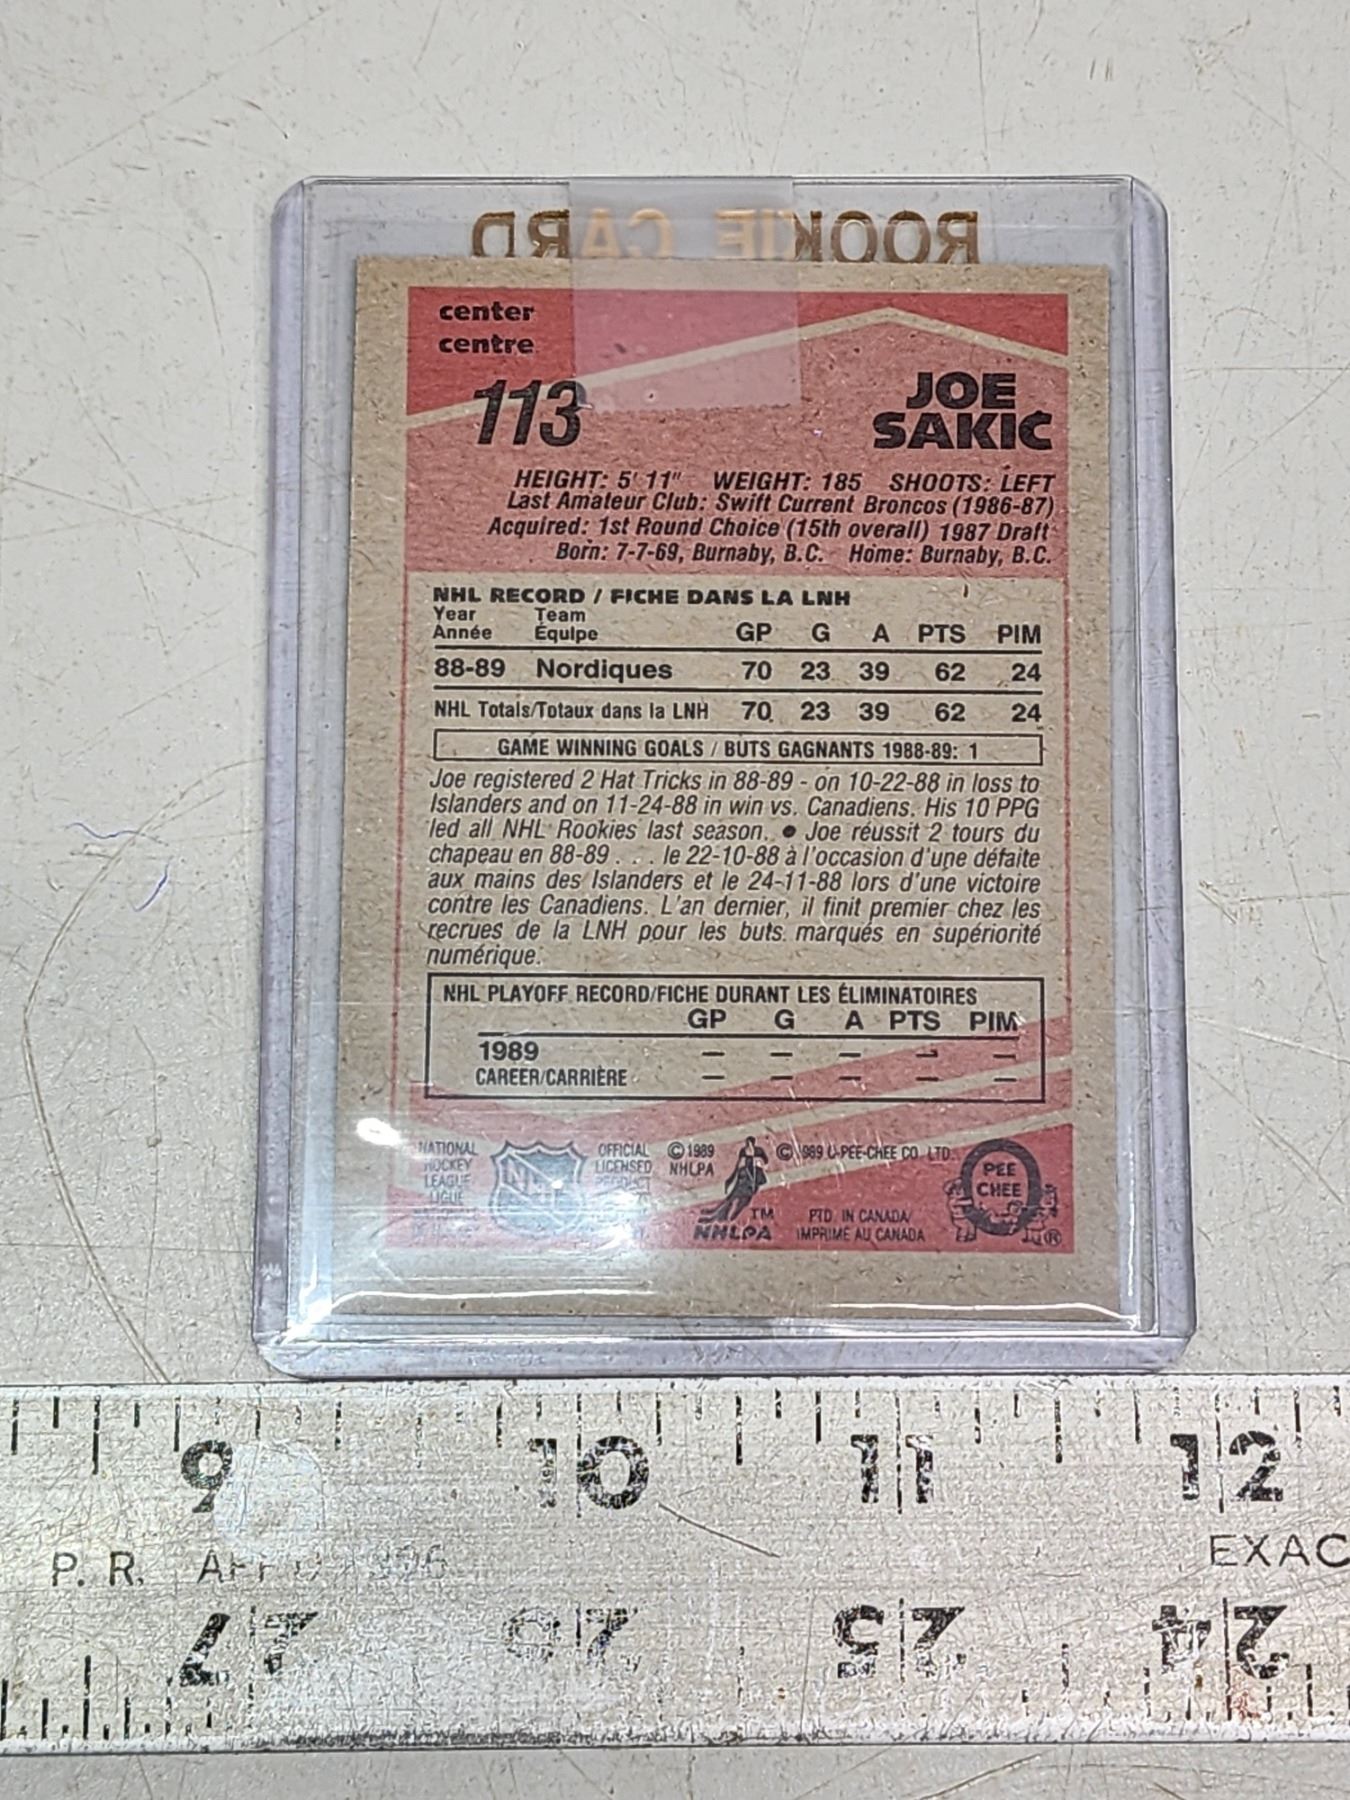 ROOKIE CARD
center
centre
113
JOE
SAKIC
HEIGHT: 5' 11" WEIGHT: 185 SHOOTS: LEFT
Last Amateur Club: Swift Current Broncos (1986-87)
Acquired: 1st Round Choice (15th overall) 1987 Draft
Born: 7-7-69, Burnaby, B.C. Home: Burnaby, B.C.
NHL RECORD / FICHE DANS LA LNH
Year Team
Année Équipe GP G A PTS PIM
88-89 Nordiques 70 23 39 62 24
NHL Totals/Totaux dans la LNH 70 23 39 62 24
GAME WINNING GOALS / BUTS GAGNANTS 1988-89: 1
Joe registered 2 Hat Tricks in 88-89 - on 10-22-88 in loss to
Islanders and on 11-24-88 in win vs. Canadiens. His 10 PPG
led all NHL Rookies last season. ● Joe réussit 2 tours du
chapeau en 88-89 . . . le 22-10-88 à l'occasion d'une défaite
aux mains des Islanders et le 24-11-88 lors d'une victoire
contre les Canadiens. L'an dernier, il finit premier chez les
recrues de la LNH pour les buts marqués en supériorité
numérique.
NHL PLAYOFF RECORD/FICHE DURANT LES ÉLIMINATOIRES
GP G A PTS PIM
1989 – – – – –
CAREER/CARRIÈRE – – – – –
NATIONAL
HOCKEY
LEAGUE
LIGUE
NHL
OFFICIAL
LICENSED
PRODUCT
©1989
NHLPA
TM
NHLPA
© 1989 O-PEE-CHEE CO. LTD.
PTD. IN CANADA/
IMPRIMÉ AU CANADA
PEE
CHEE
®
9 10 11 12
P. R. EXAC
27 26 25 24